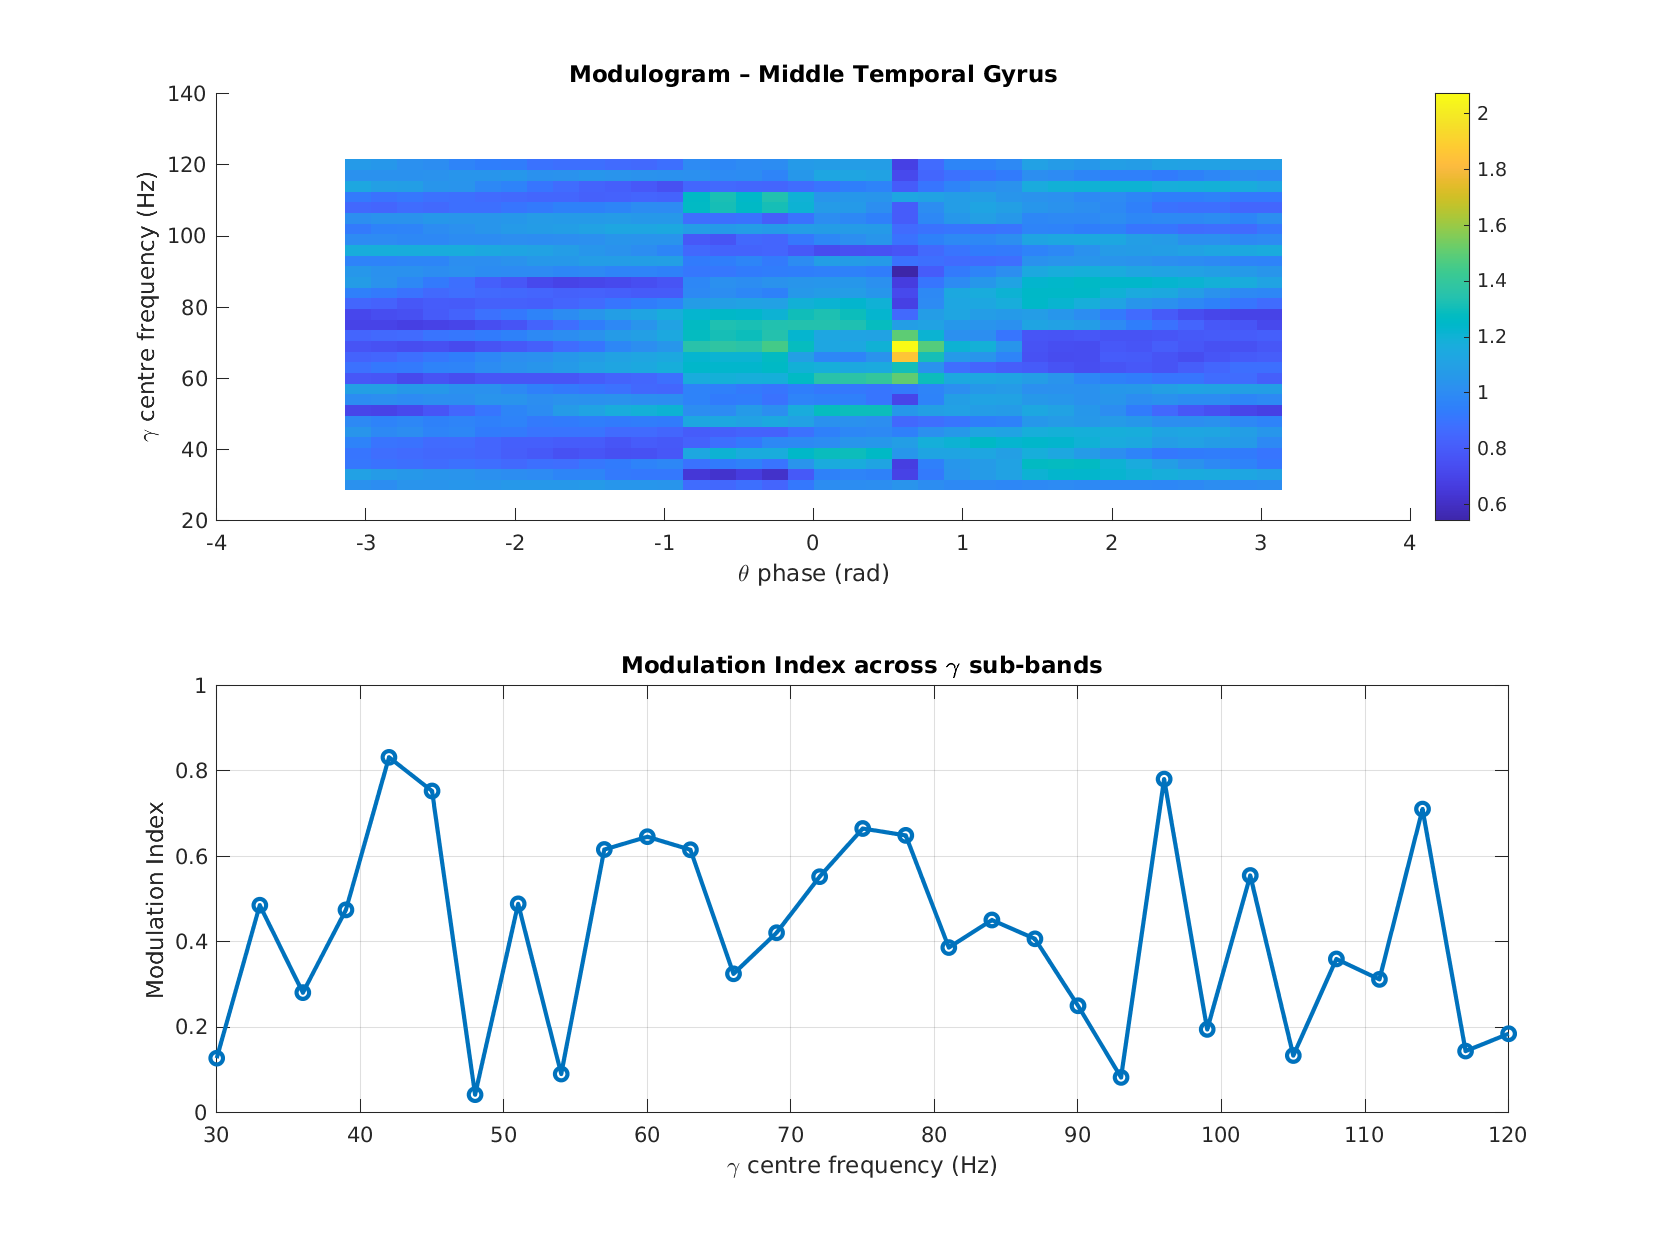 Modulogram – Middle Temporal Gyrus
140
120
100
80
60
40
20
γ centre frequency (Hz)
-4 -3 -2 -1 0 1 2 3 4
θ phase (rad)
2
1.8
1.6
1.4
1.2
1
0.8
0.6
Modulation Index across γ sub-bands
1
0.8
0.6
0.4
0.2
0
Modulation Index
30 40 50 60 70 80 90 100 110 120
γ centre frequency (Hz)